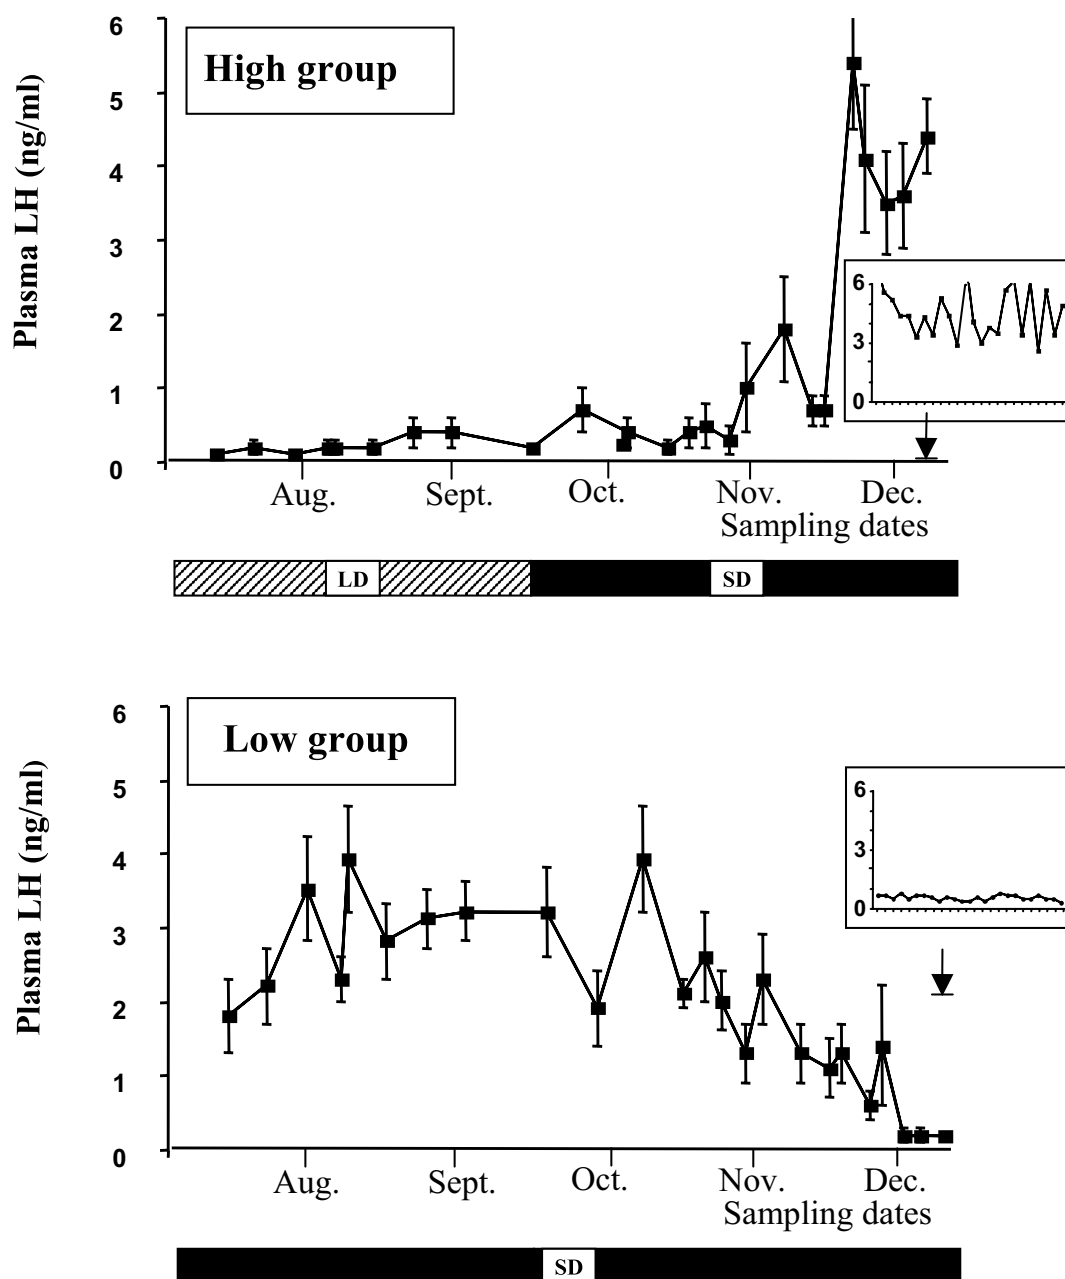 High group
Plasma LH (ng/ml)
6
5
4
3
2
1
0
6
3
0
Aug.
Sept.
Oct.
Nov.
Dec.
Sampling dates
LD
SD
Low group
Plasma LH (ng/ml)
6
5
4
3
2
1
0
6
3
0
Aug.
Sept.
Oct.
Nov.
Dec.
Sampling dates
SD